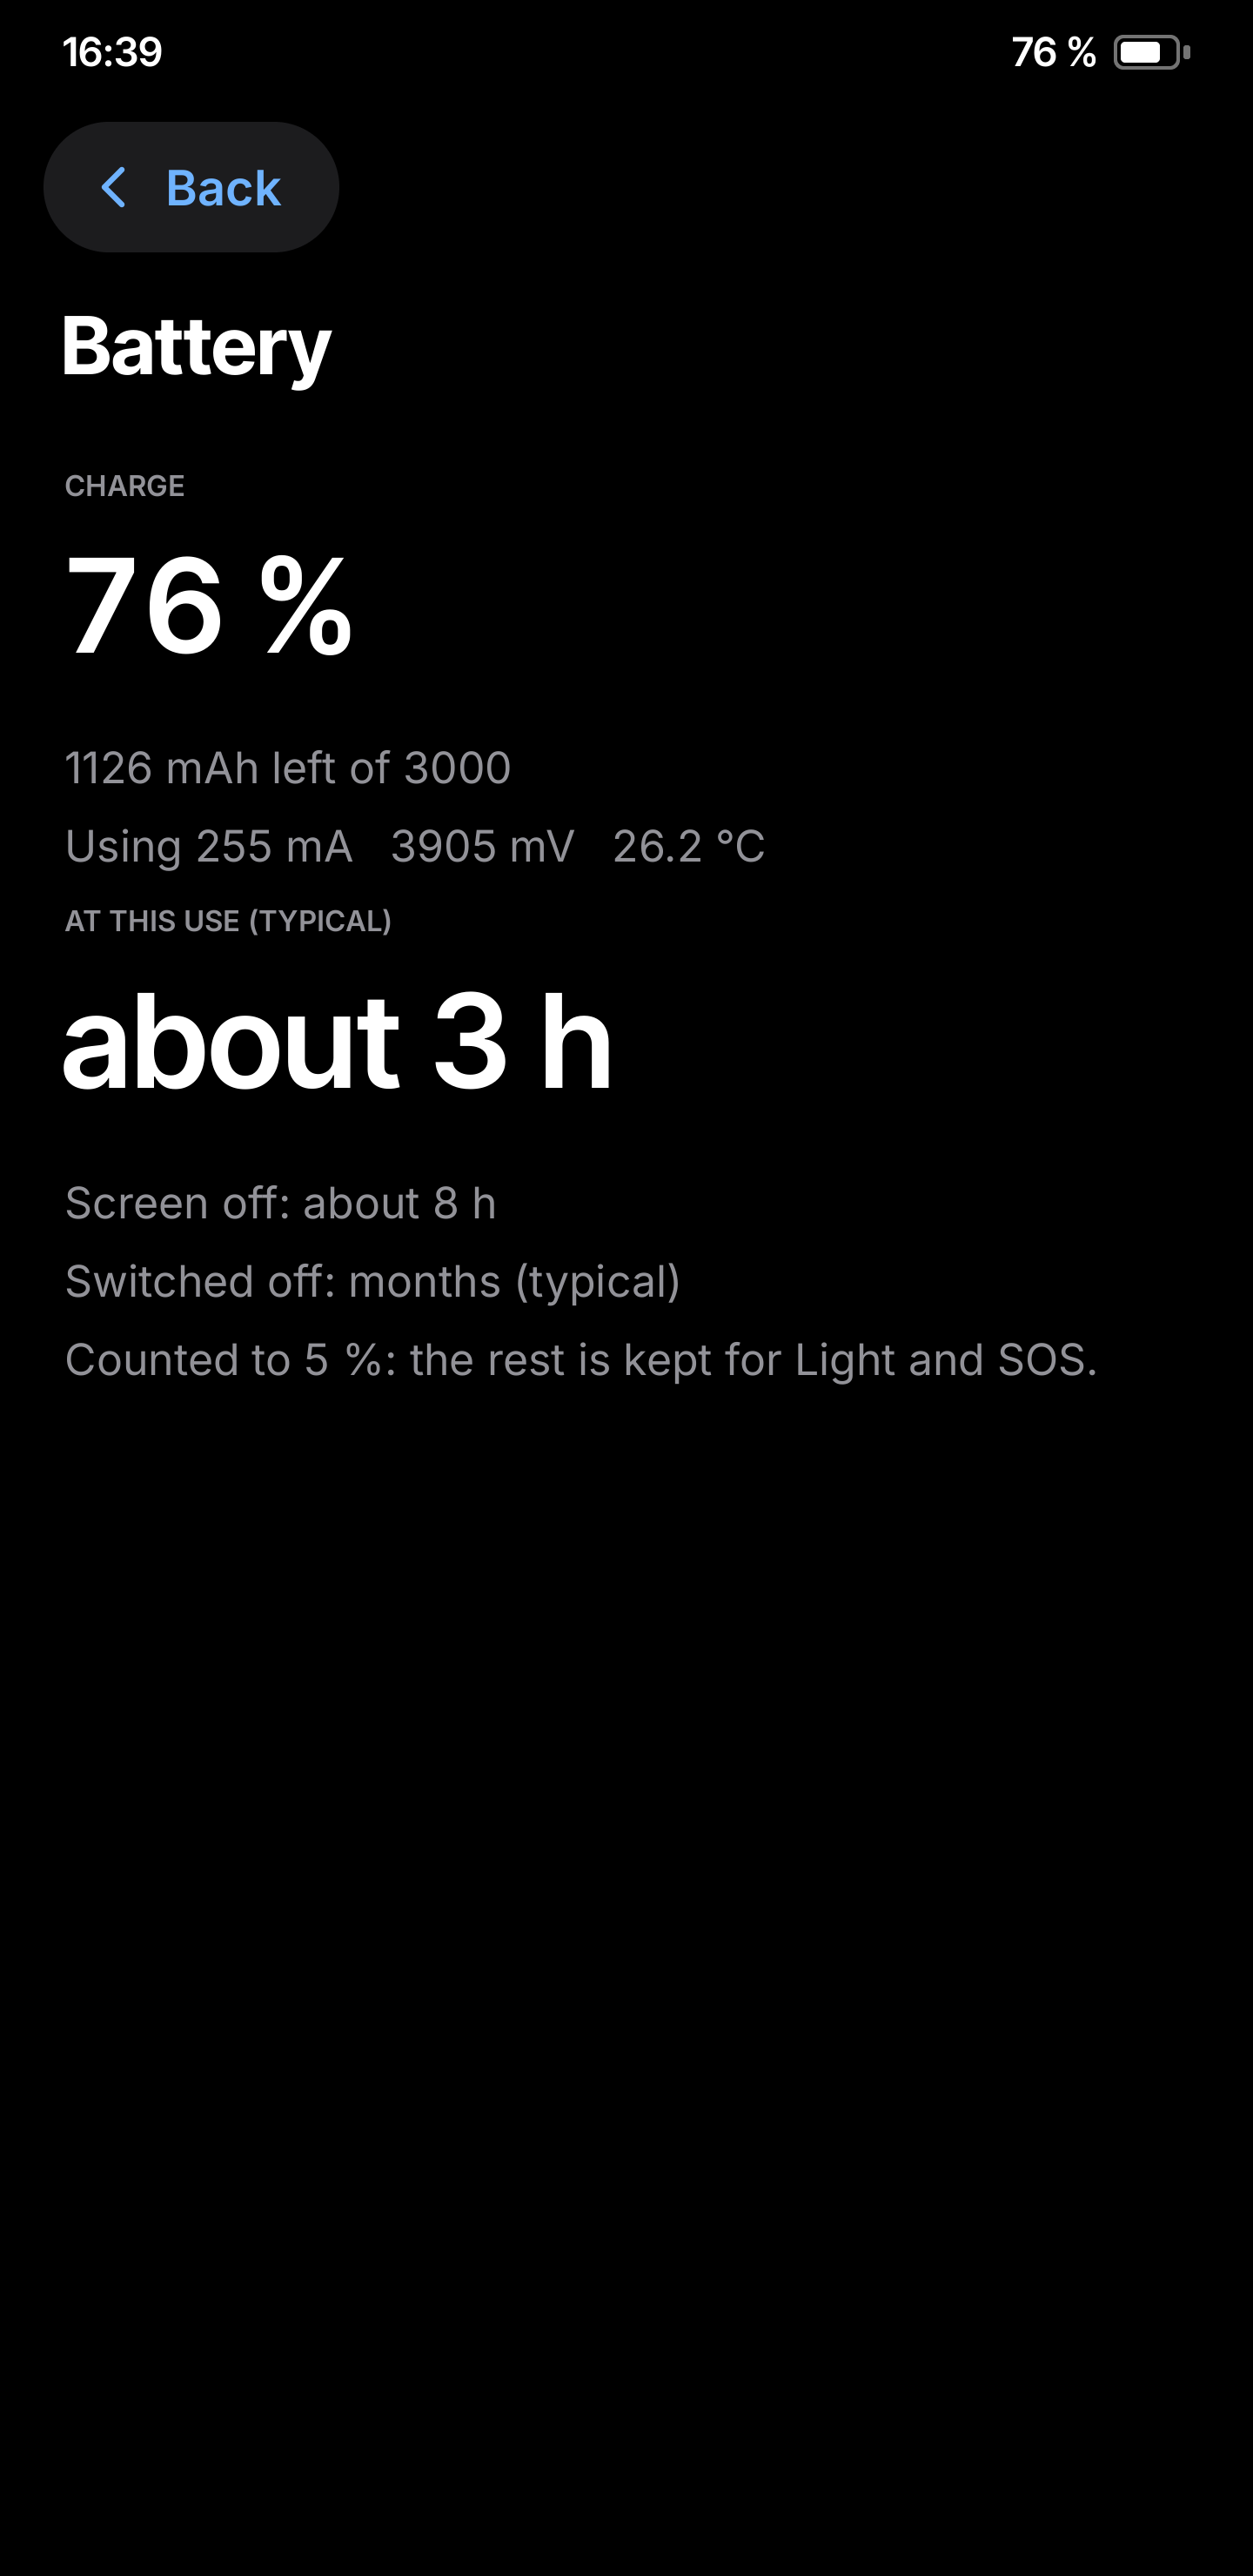 16:39
76 %
Back
Battery
CHARGE
76 %
1126 mAh left of 3000
Using 255 mA 3905 mV 26.2 °C
AT THIS USE (TYPICAL)
about 3 h
Screen off: about 8 h
Switched off: months (typical)
Counted to 5 %: the rest is kept for Light and SOS.